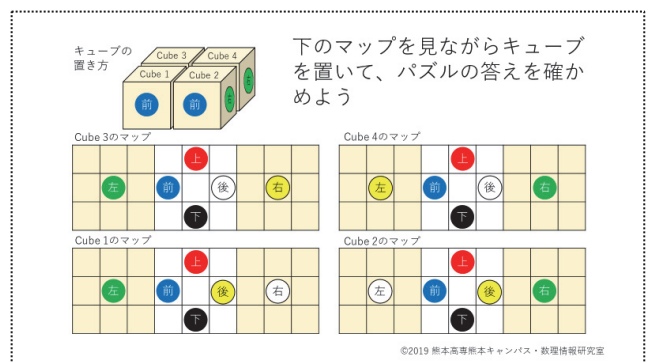 キューブの
置き方
Cube 3
Cube 4
Cube 1
Cube 2
前
前
下のマップを見ながらキューブ
を置いて、パズルの答えを確か
めよう
Cube 3のマップ
上
左 前 後 右
下
Cube 4のマップ
上
左 前 後 右
下
Cube 1のマップ
上
左 前 後 右
下
Cube 2のマップ
上
左 前 後 右
下
©2019 熊本高専熊本キャンパス・数理情報研究室